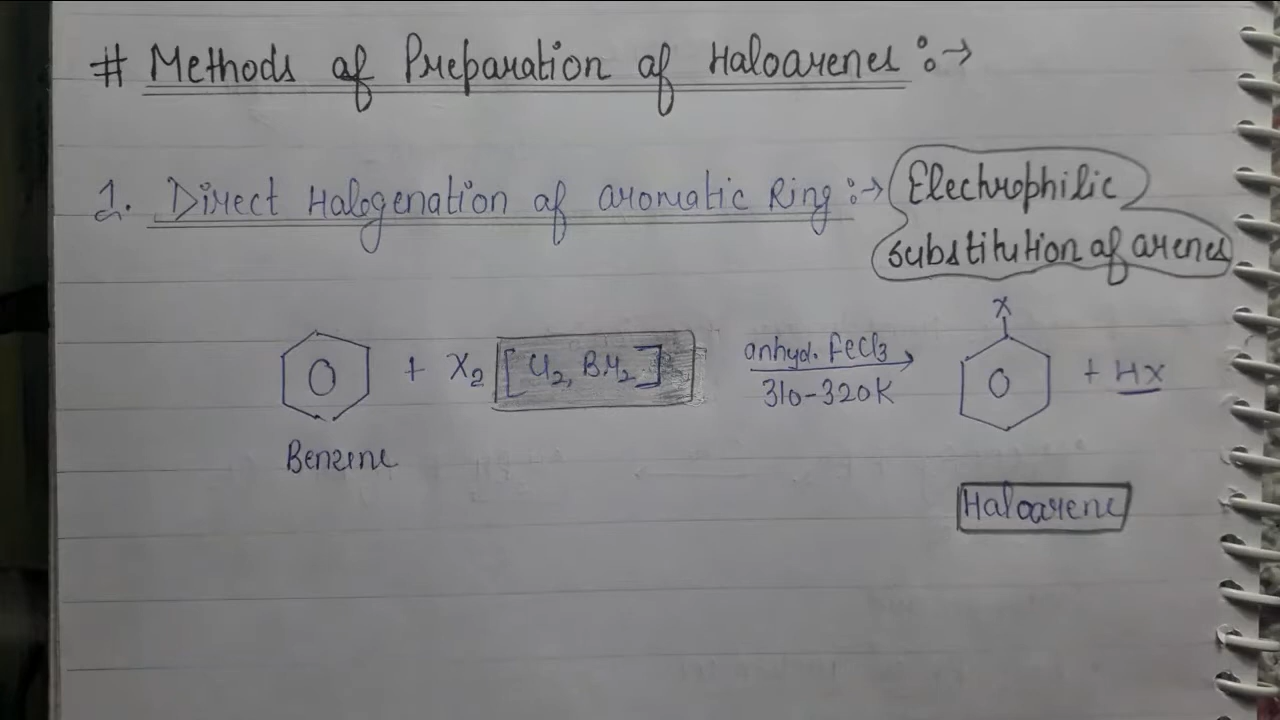 # Methods of Preparation of Haloarenes :→
1. Direct Halogenation of aromatic Ring :→ Electrophilic
substitution of arenes
X
+ X₂ [Cl₂, Br₂] anhyd. FeCl₃ + HX
310-320K
Benzene
Haloarene